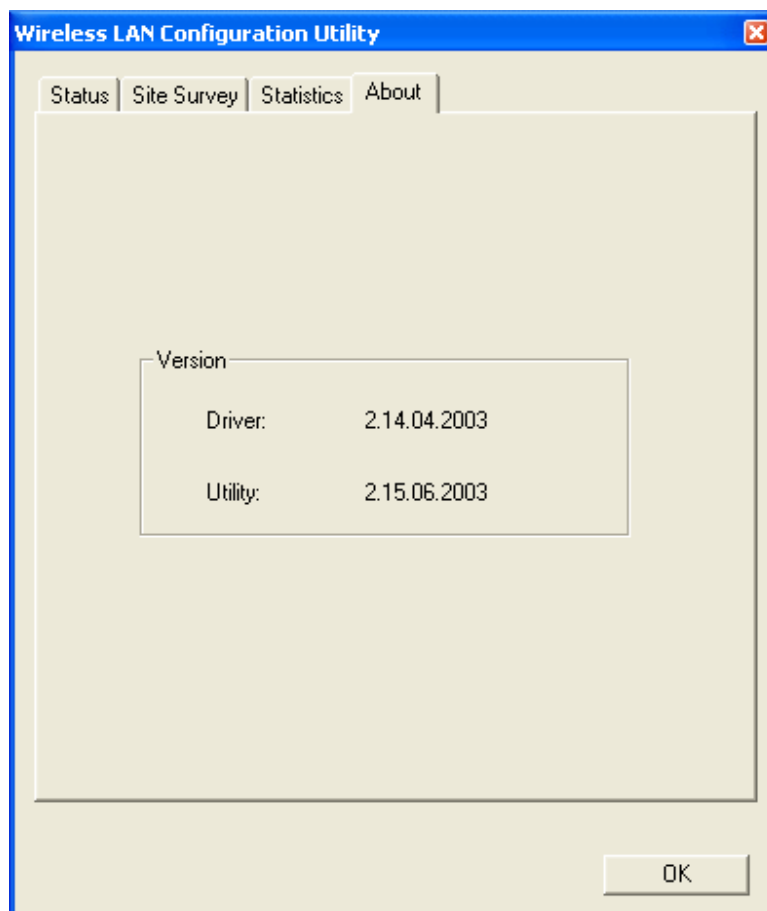 Wireless LAN Configuration Utility
Status Site Survey Statistics About
Version
Driver: 2.14.04.2003
Utility: 2.15.06.2003
OK